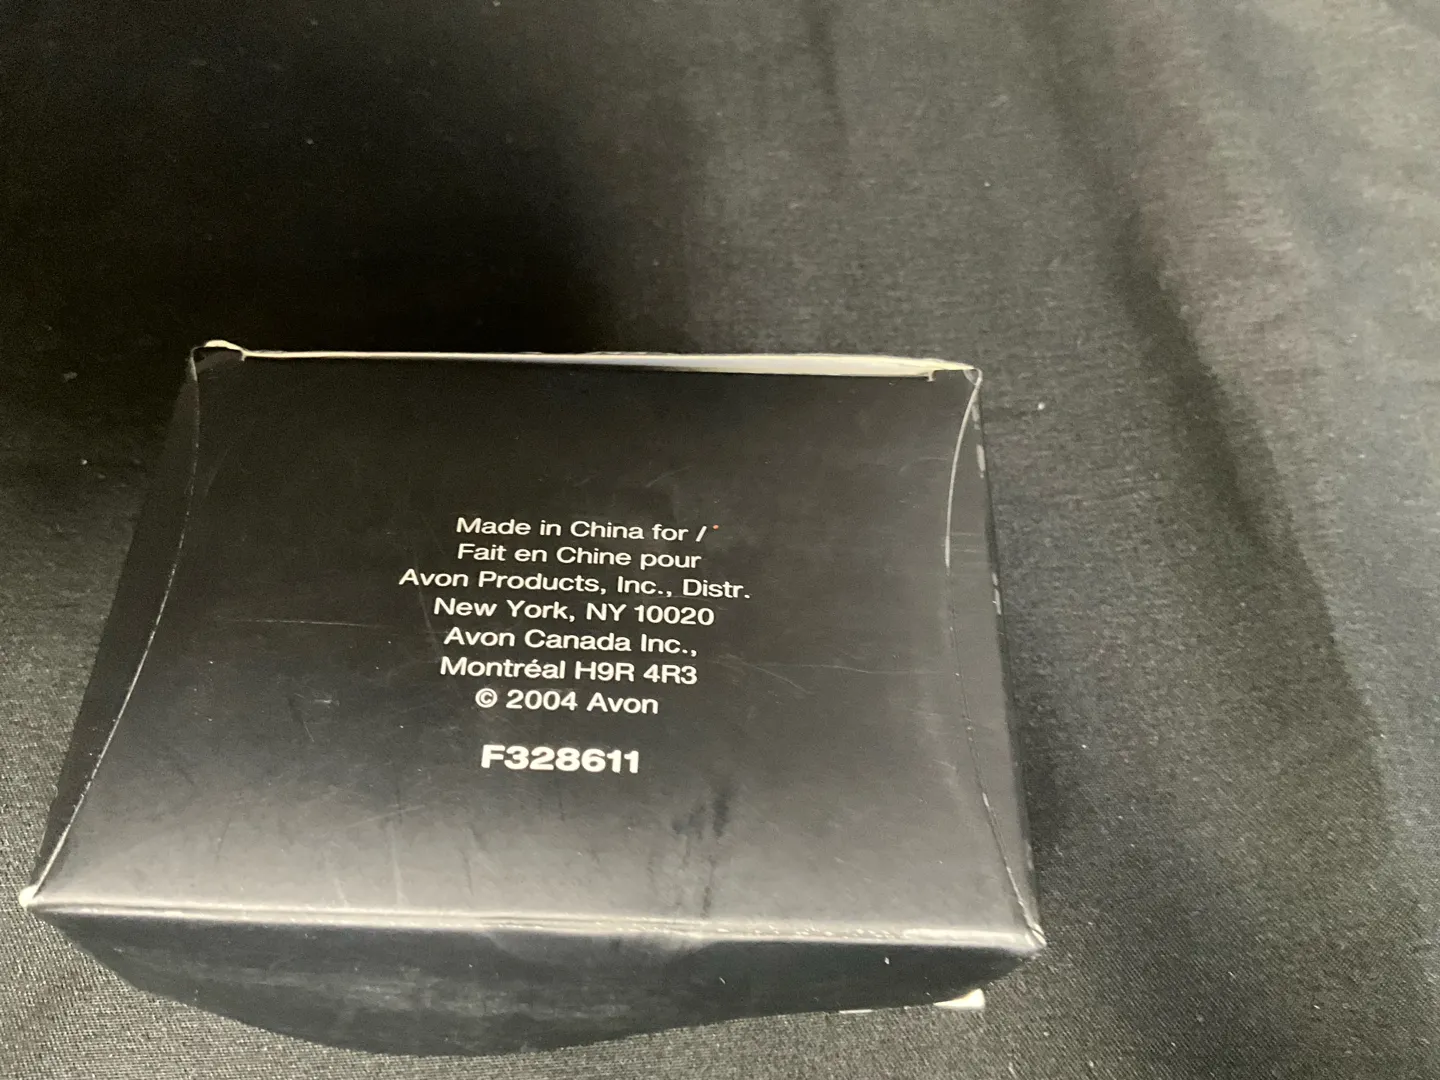 Made in China for /
Fait en Chine pour
Avon Products, Inc., Distr.
New York, NY 10020
Avon Canada Inc.,
Montréal H9R 4R3
© 2004 Avon
F328611